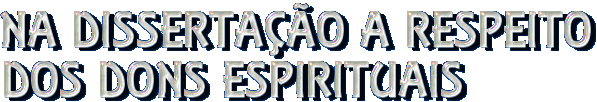 NA DISSERTAÇÃO A RESPEITO
DOS DONS ESPIRITUAIS